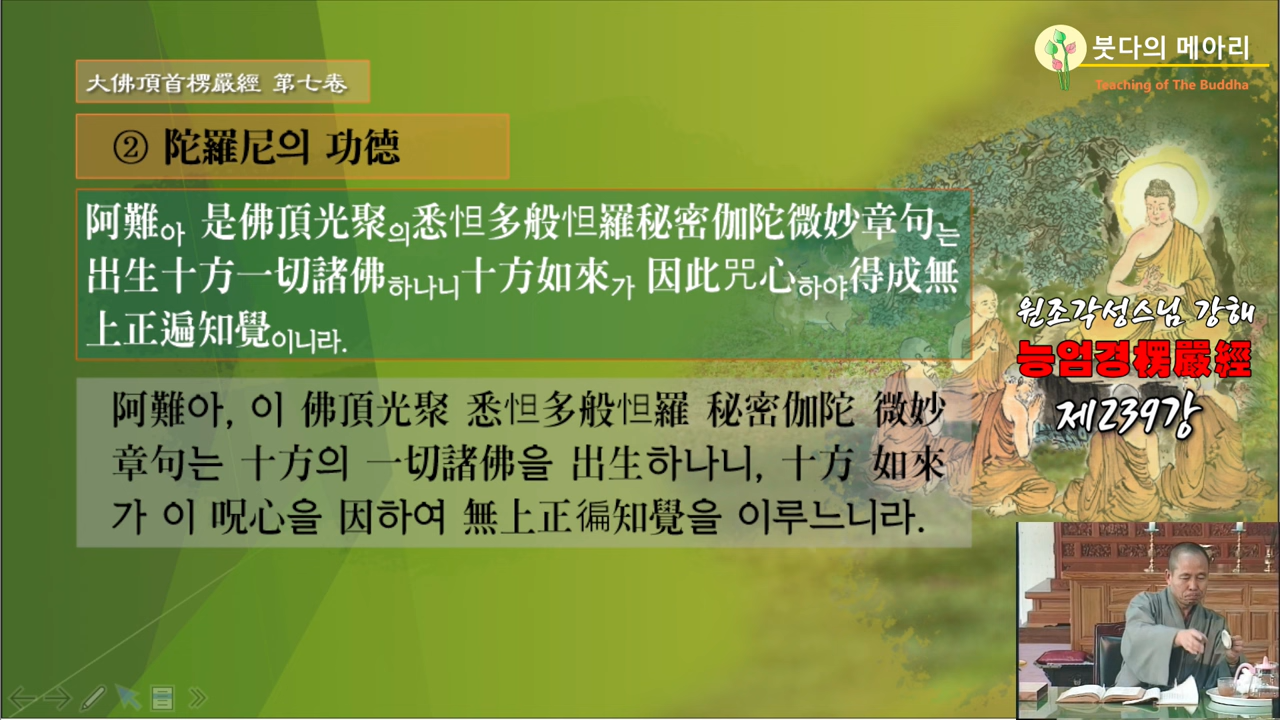 大佛頂首楞嚴經 第七卷
② 陀羅尼의 功德
阿難아 是佛頂光聚의悉怛多般怛羅秘密伽陀微妙章句는
出生十方一切諸佛하나니十方如來가 因此咒心하야得成無
上正遍知覺이니라.
阿難아, 이 佛頂光聚 悉怛多般怛羅 秘密伽陀 微妙
章句는 十方의 一切諸佛을 出生하나니, 十方 如來
가 이 呪心을 因하여 無上正徧知覺을 이루느니라.
붓다의 메아리
Teaching of The Buddha
원조각성스님 강해
능엄경楞嚴經
제239강